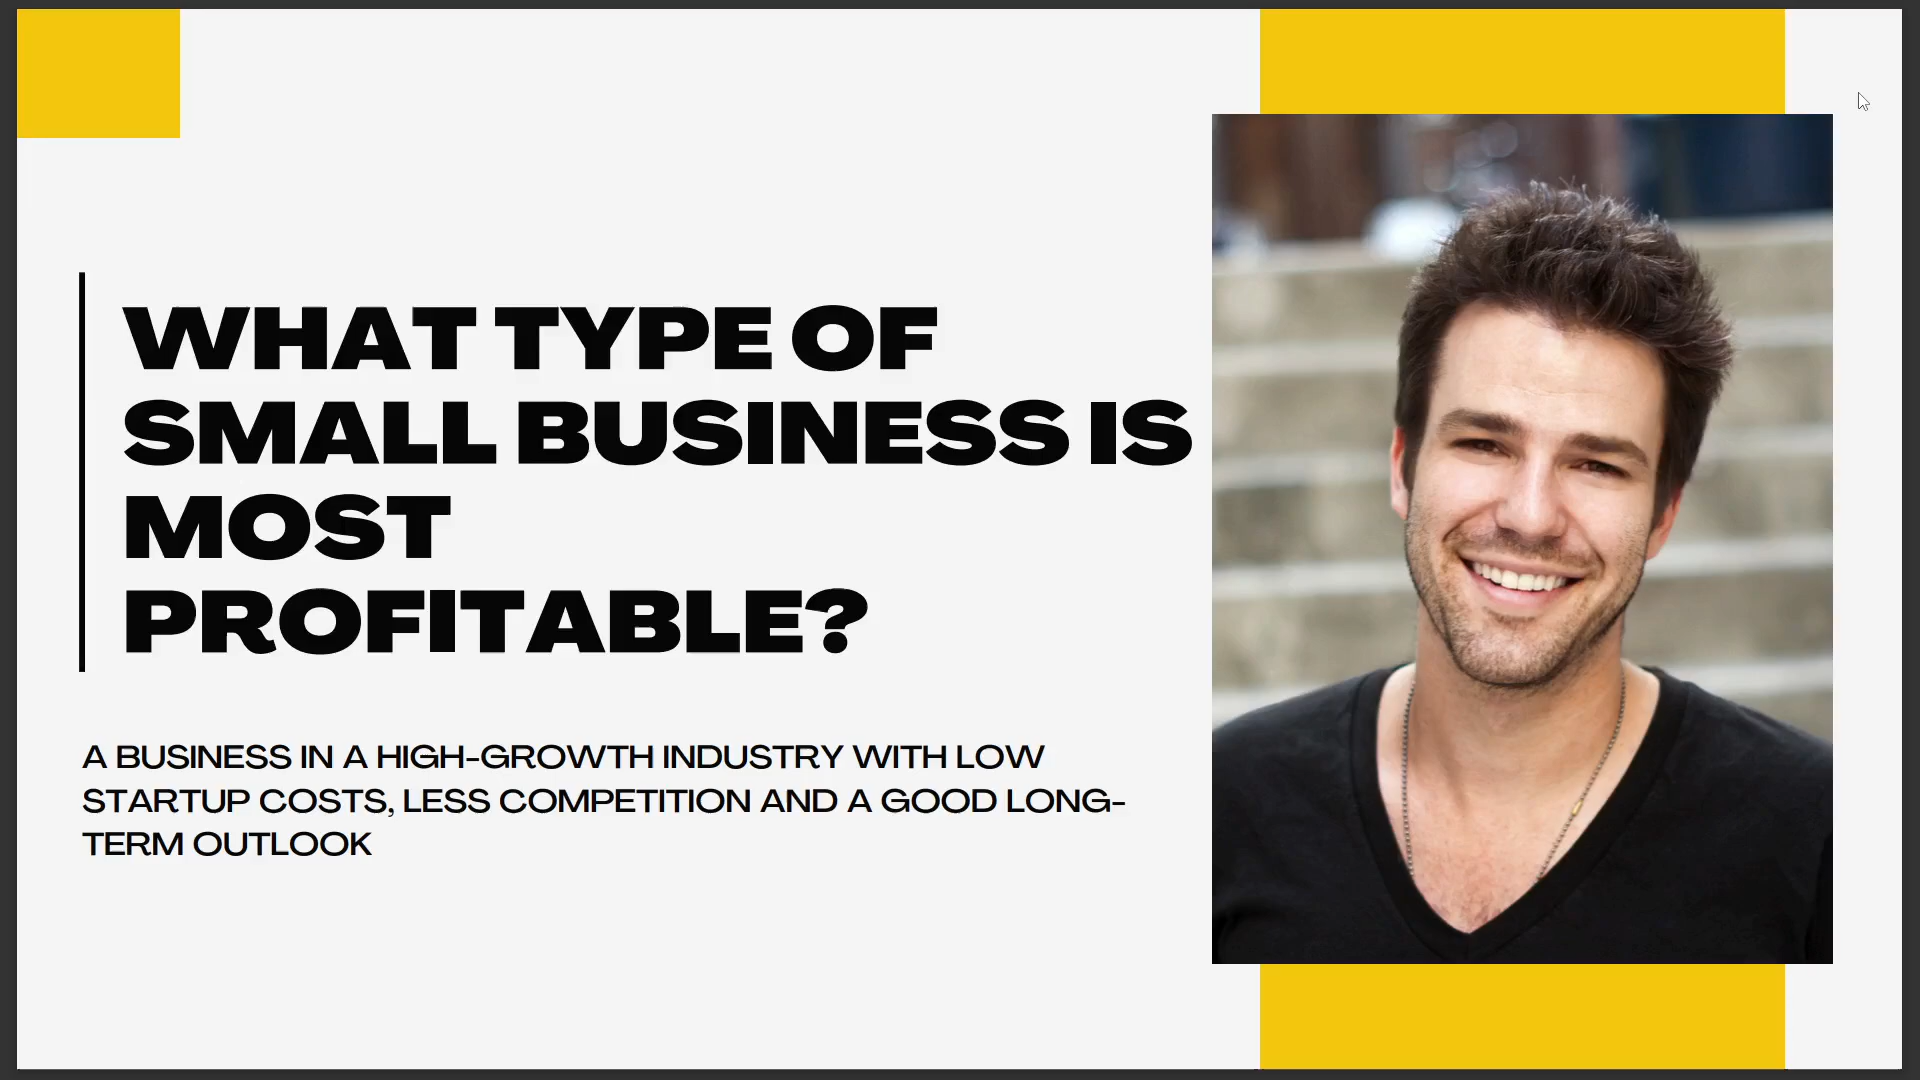 WHAT TYPE OF
SMALL BUSINESS IS
MOST
PROFITABLE?
A BUSINESS IN A HIGH-GROWTH INDUSTRY WITH LOW
STARTUP COSTS, LESS COMPETITION AND A GOOD LONG-
TERM OUTLOOK